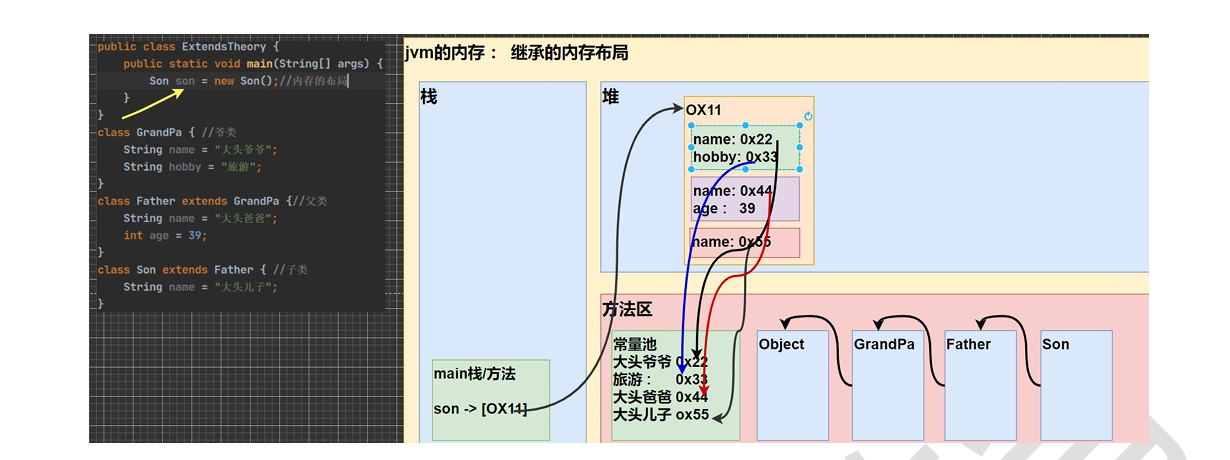 public class ExtendsTheory {
public static void main(String[] args) {
Son son = new Son();//内存的布局
}
}
class GrandPa { //爷类
String name = "大头爷爷";
String hobby = "旅游";
}
class Father extends GrandPa {//父类
String name = "大头爸爸";
int age = 39;
}
class Son extends Father { //子类
String name = "大头儿子";
}
jvm的内存： 继承的内存布局
栈
main栈/方法
son -> [OX11]
堆
OX11
name: 0x22
hobby: 0x33
name: 0x44
age： 39
name: 0x55
方法区
常量池
大头爷爷 0x22
旅游： 0x33
大头爸爸 0x44
大头儿子 ox55
Object
GrandPa
Father
Son